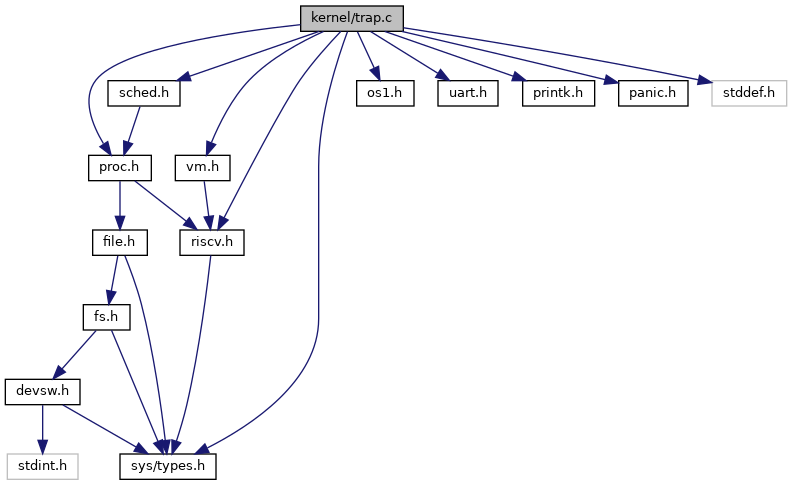 kernel/trap.c
sched.h
os1.h
uart.h
printk.h
panic.h
stddef.h
proc.h
vm.h
file.h
riscv.h
fs.h
devsw.h
stdint.h
sys/types.h